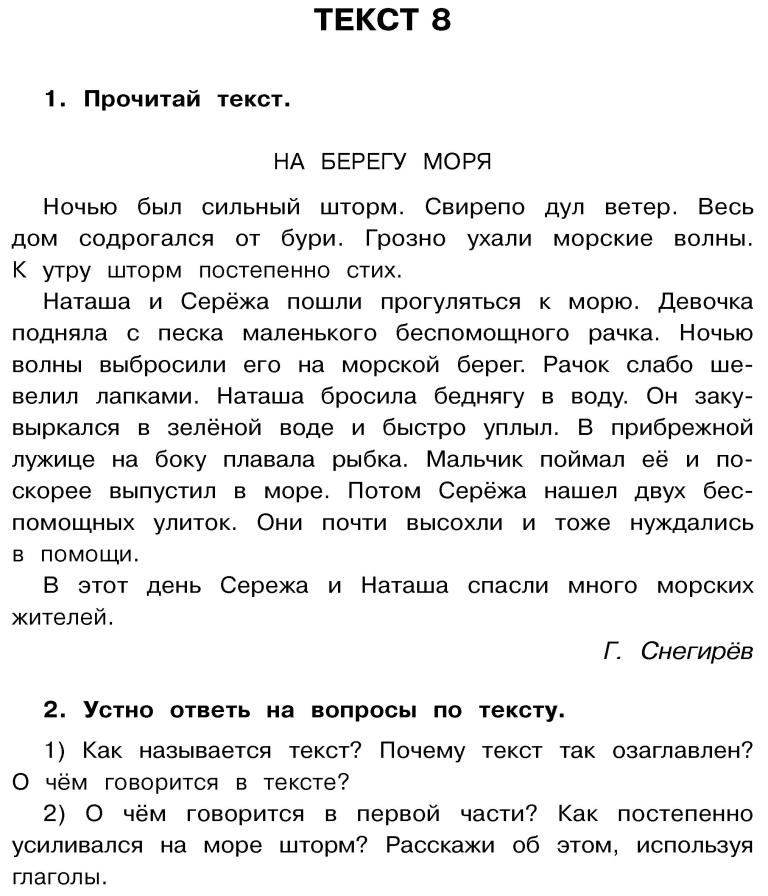 ТЕКСТ 8
1. Прочитай текст.
НА БЕРЕГУ МОРЯ
Ночью был сильный шторм. Свирепо дул ветер. Весь
дом содрогался от бури. Грозно ухали морские волны.
К утру шторм постепенно стих.
Наташа и Серёжа пошли прогуляться к морю. Девочка
подняла с песка маленького беспомощного рачка. Ночью
волны выбросили его на морской берег. Рачок слабо ше-
велил лапками. Наташа бросила беднягу в воду. Он заку-
выркался в зелёной воде и быстро уплыл. В прибрежной
лужице на боку плавала рыбка. Мальчик поймал её и по-
скорее выпустил в море. Потом Серёжа нашел двух бес-
помощных улиток. Они почти высохли и тоже нуждались
в помощи.
В этот день Сережа и Наташа спасли много морских
жителей.
Г. Снегирёв
2. Устно ответь на вопросы по тексту.
1) Как называется текст? Почему текст так озаглавлен?
О чём говорится в тексте?
2) О чём говорится в первой части? Как постепенно
усиливался на море шторм? Расскажи об этом, используя
глаголы.